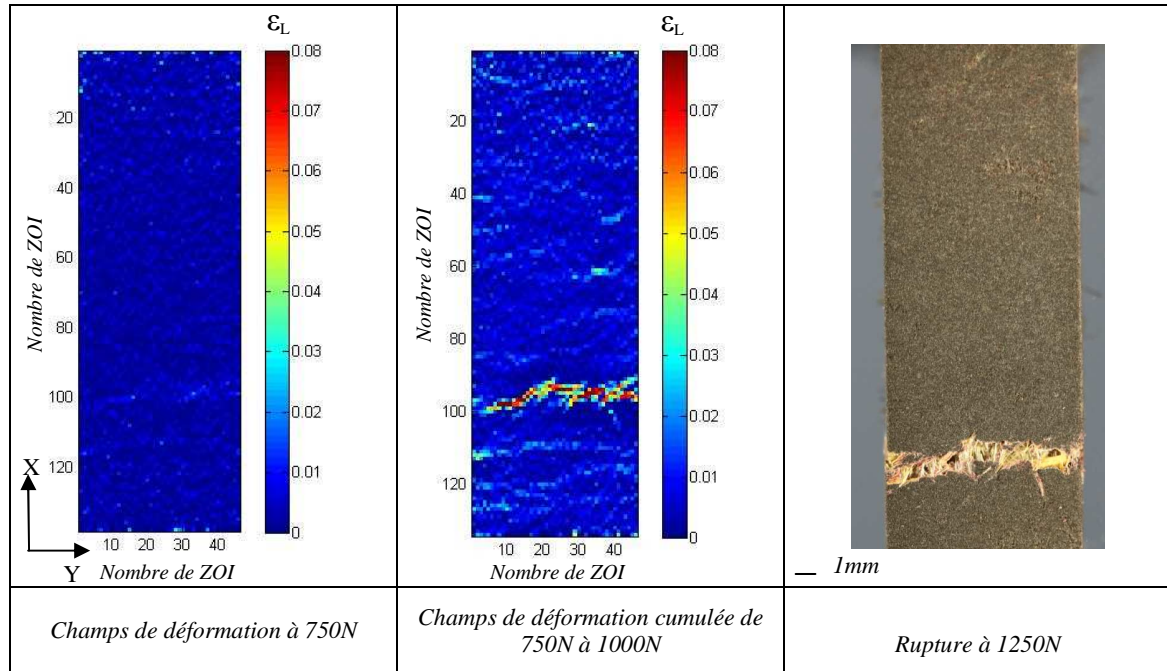 ε_L
0.08
0.07
0.06
0.05
0.04
0.03
0.02
0.01
0
20
40
60
80
100
120
Nombre de ZOI
X
Y
10 20 30 40
Nombre de ZOI
ε_L
0.08
0.07
0.06
0.05
0.04
0.03
0.02
0.01
0
20
40
60
80
100
120
Nombre de ZOI
10 20 30 40
Nombre de ZOI
1mm
Champs de déformation à 750N
Champs de déformation cumulée de
750N à 1000N
Rupture à 1250N